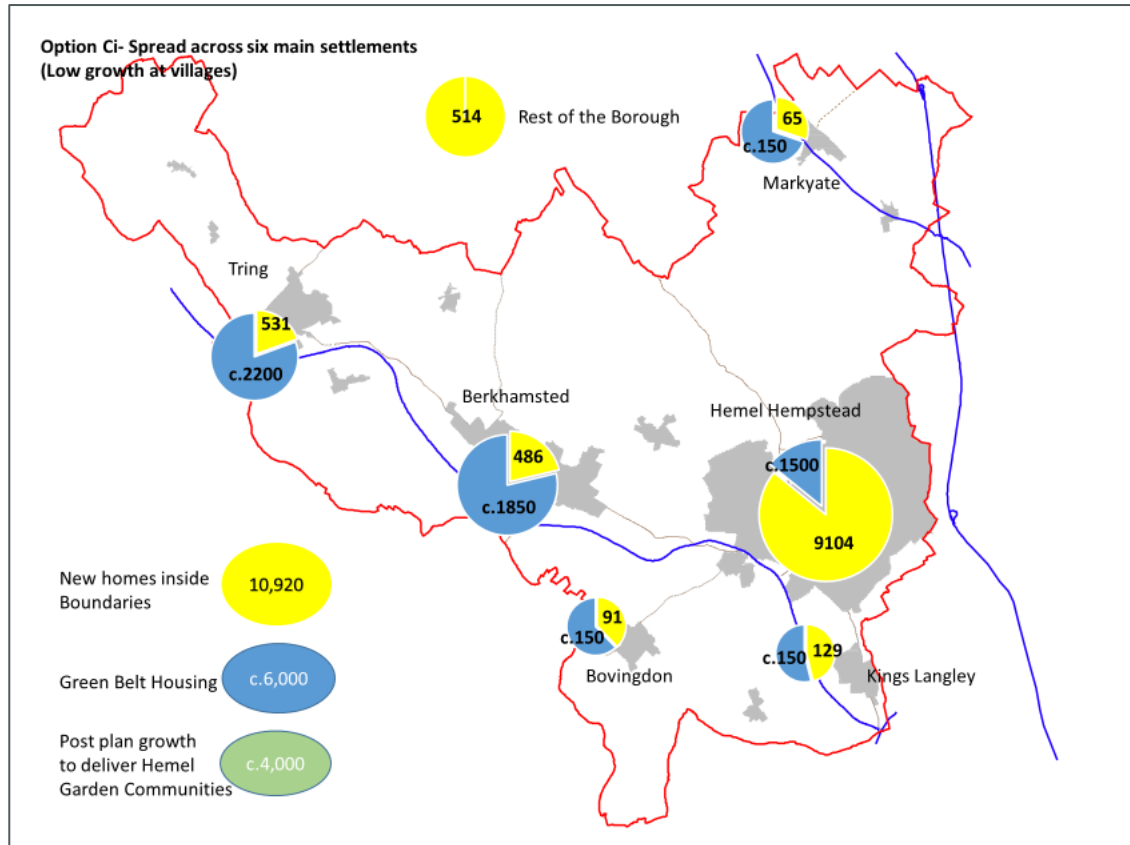 Option Ci- Spread across six main settlements
(Low growth at villages)
514
Rest of the Borough
65
c.150
Markyate
Tring
531
c.2200
Berkhamsted
486
c.1850
Hemel Hempstead
c.1500
9104
New homes inside
Boundaries
10,920
91
c.150
Bovingdon
129
c.150
Kings Langley
Green Belt Housing
c.6,000
Post plan growth
to deliver Hemel
Garden Communities
c.4,000